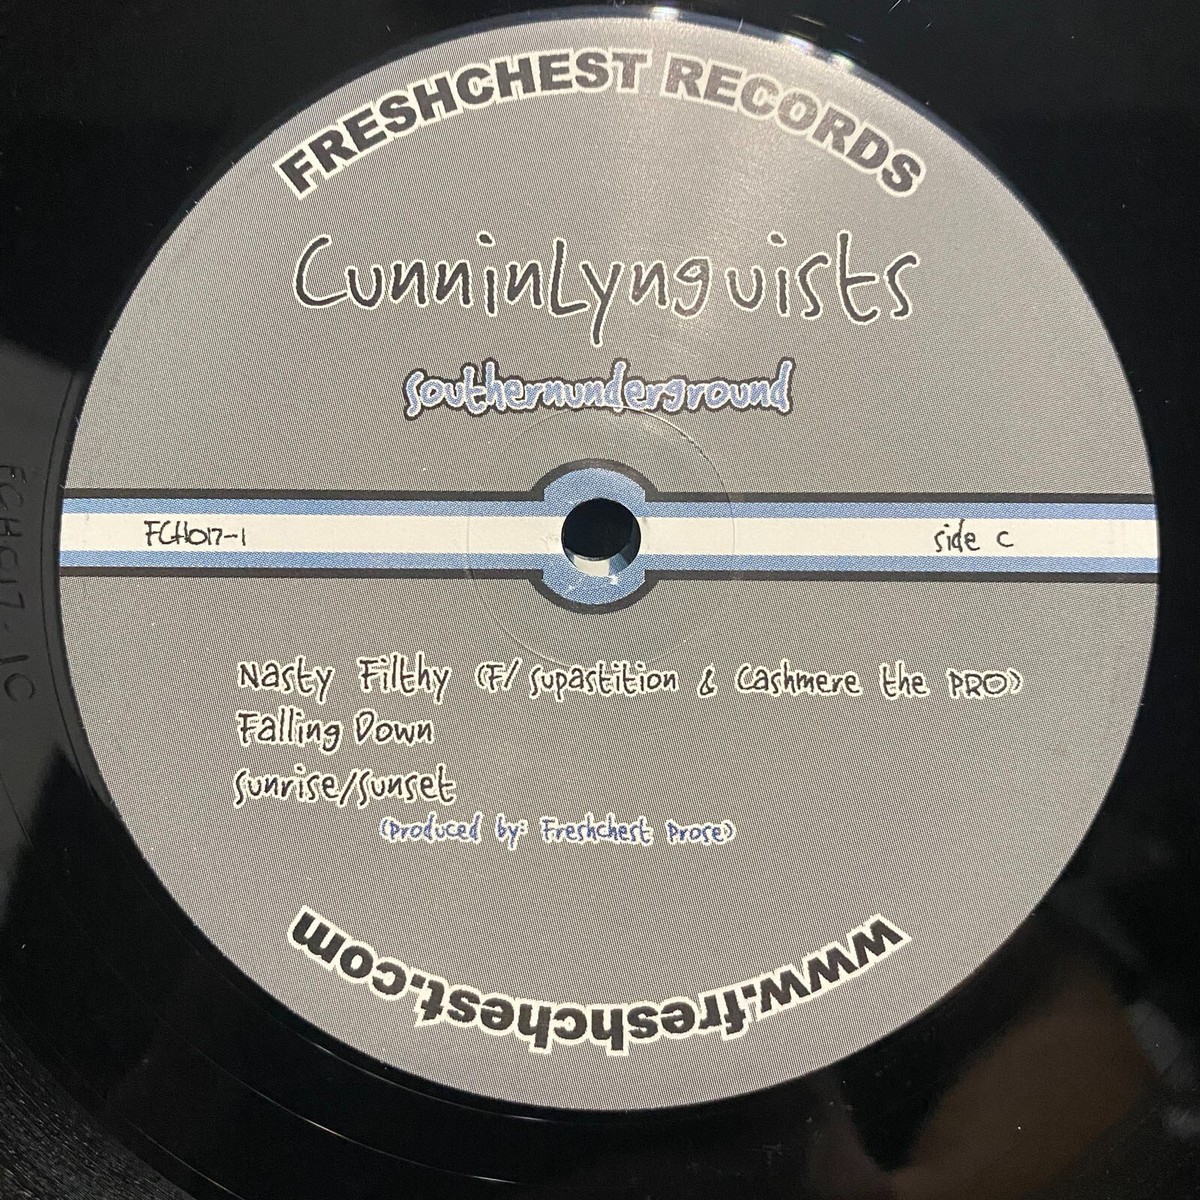 FRESHCHEST RECORDS
CunninLynguists
southernunderground
FCH017-1
side c
FCH017-1C
Nasty Filthy (F/ Supastition & Cashmere the PRO)
Falling Down
Sunrise/Sunset
(Produced by: Freshchest Prose)
www.freshchest.com